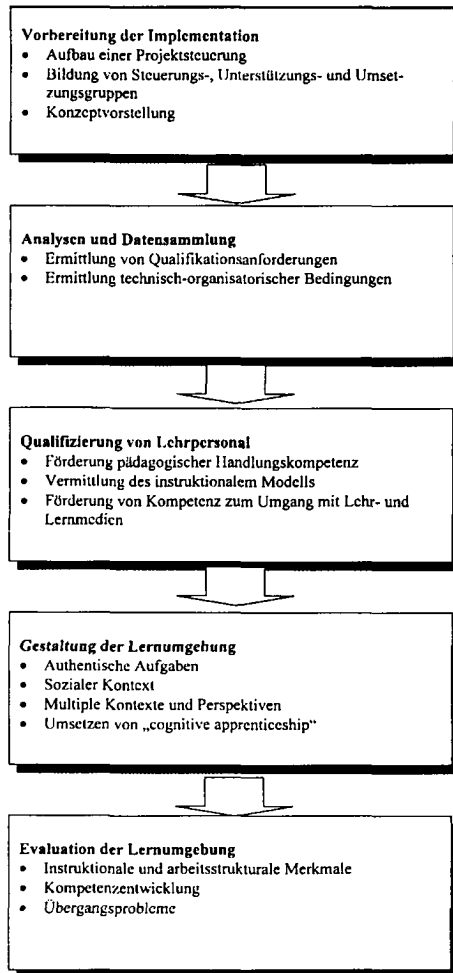 Vorbereitung der Implementation
• Aufbau einer Projektsteuerung
• Bildung von Steuerungs-, Unterstützungs- und Umset-
zungsgruppen
• Konzeptvorstellung
Analysen und Datensammlung
• Ermittlung von Qualifikationsanforderungen
• Ermittlung technisch-organisatorischer Bedingungen
Qualifizierung von Lehrpersonal
• Förderung pädagogischer Handlungskompetenz
• Vermittlung des instruktionalem Modells
• Förderung von Kompetenz zum Umgang mit Lehr- und
Lernmedien
Gestaltung der Lernumgebung
• Authentische Aufgaben
• Sozialer Kontext
• Multiple Kontexte und Perspektiven
• Umsetzen von „cognitive apprenticeship“
Evaluation der Lernumgebung
• Instruktionale und arbeitsstrukturale Merkmale
• Kompetenzentwicklung
• Übergangsprobleme